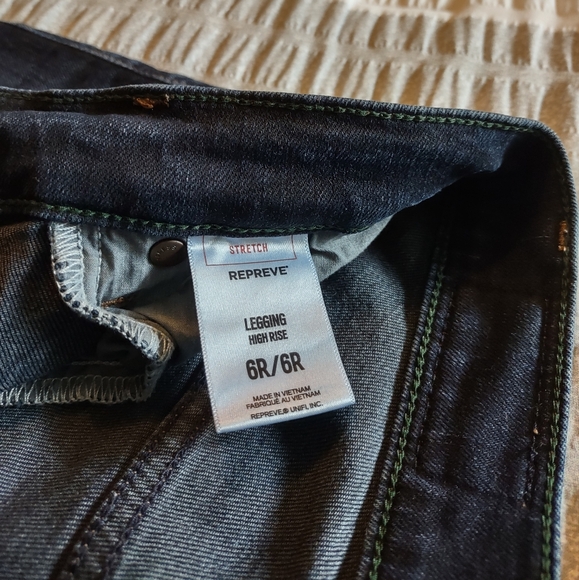 STRETCH
REPREVE®
LEGGING
HIGH RISE
6R/6R
MADE IN VIETNAM
FABRIQUÉ AU VIETNAM
REPREVE,® UNIFI, INC.